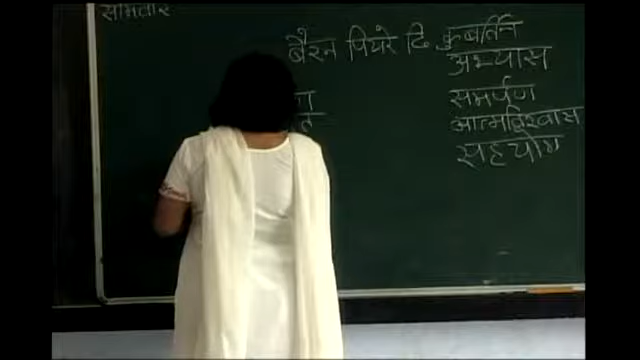 सोमवार
बैरन पियरे दि कुबर्तिन
अभ्यास
समर्पण
आत्मविश्वास
सहयोग